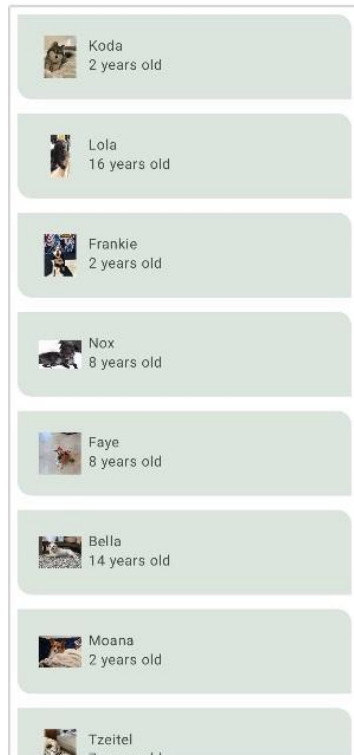 Koda
2 years old
Lola
16 years old
Frankie
2 years old
Nox
8 years old
Faye
8 years old
Bella
14 years old
Moana
2 years old
Tzeitel